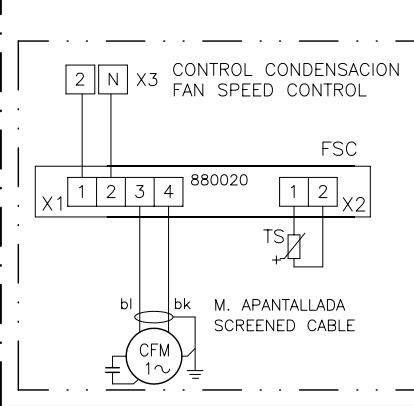 2 N X3 CONTROL CONDENSACION
FAN SPEED CONTROL
FSC
X1 1 2 3 4 880020 1 2 X2
TS
+
bl bk M. APANTALLADA
SCREENED CABLE
CFM
1~